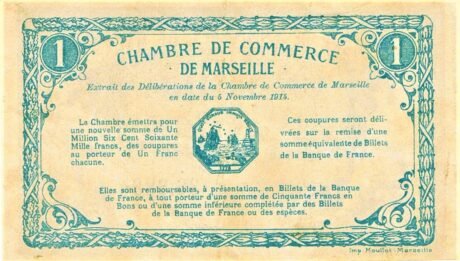 1 1
CHAMBRE DE COMMERCE
DE MARSEILLE
Extrait des Délibérations de la Chambre de Commerce de Marseille
en date du 5 Novembre 1915.
La Chambre émettra pour
une nouvelle somme de Un
Million Six Cent Soixante
Mille francs, des coupures
au porteur de Un Franc
chacune.
Ces coupures seront déli-
vrées sur la remise d'une
somme équivalente de Billets
de la Banque de France.
Elles sont remboursables, à présentation, en Billets de la Banque
de France, à tout porteur d'une somme de Cinquante Francs en
Bons ou d'une somme inférieure complétée par des Billets
de la Banque de France ou des espèces.
Imp. Moullot. Marseille